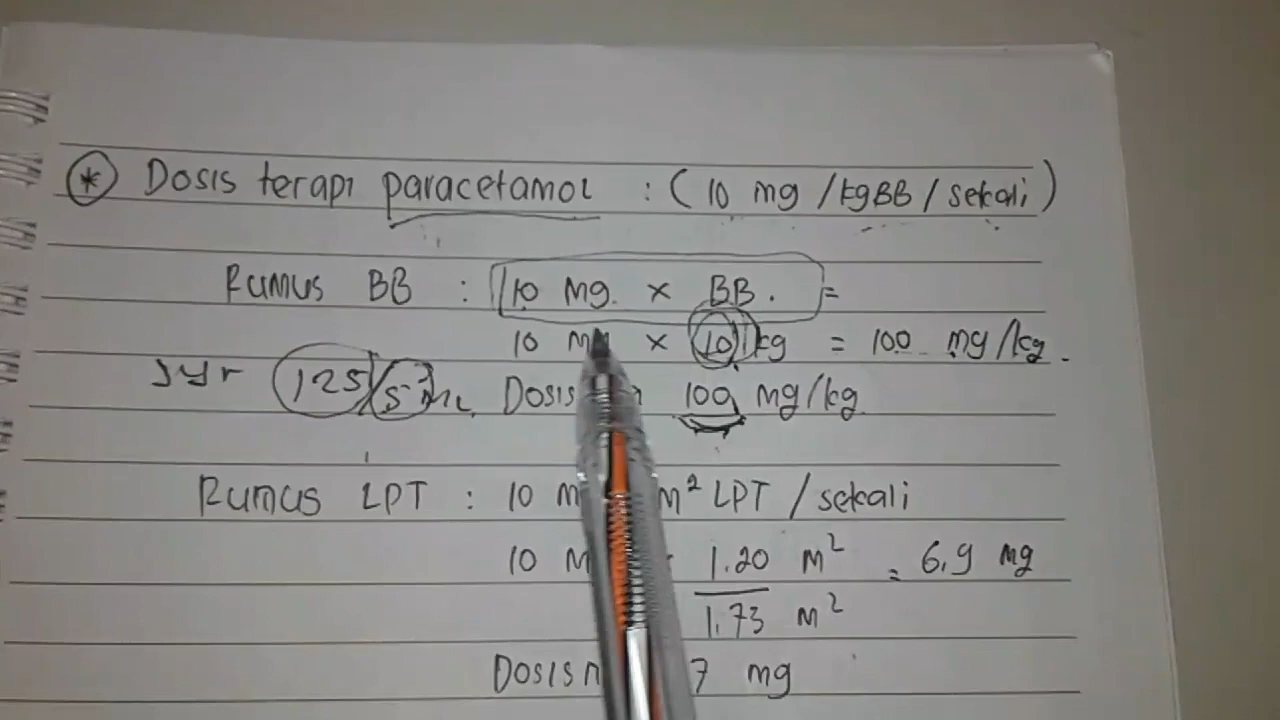 * Dosis terapi paracetamol : ( 10 mg / kgBB / sekali )
Rumus BB : 10 Mg. x BB. =
10 Mg x 10 kg = 100 mg/kg.
syr 125/5 ML Dosis 100 mg/kg
Rumus LPT : 10 M m² LPT / sekali
10 M 1.20 m² = 6,9 mg
1.73 m²
Dosisn 7 mg